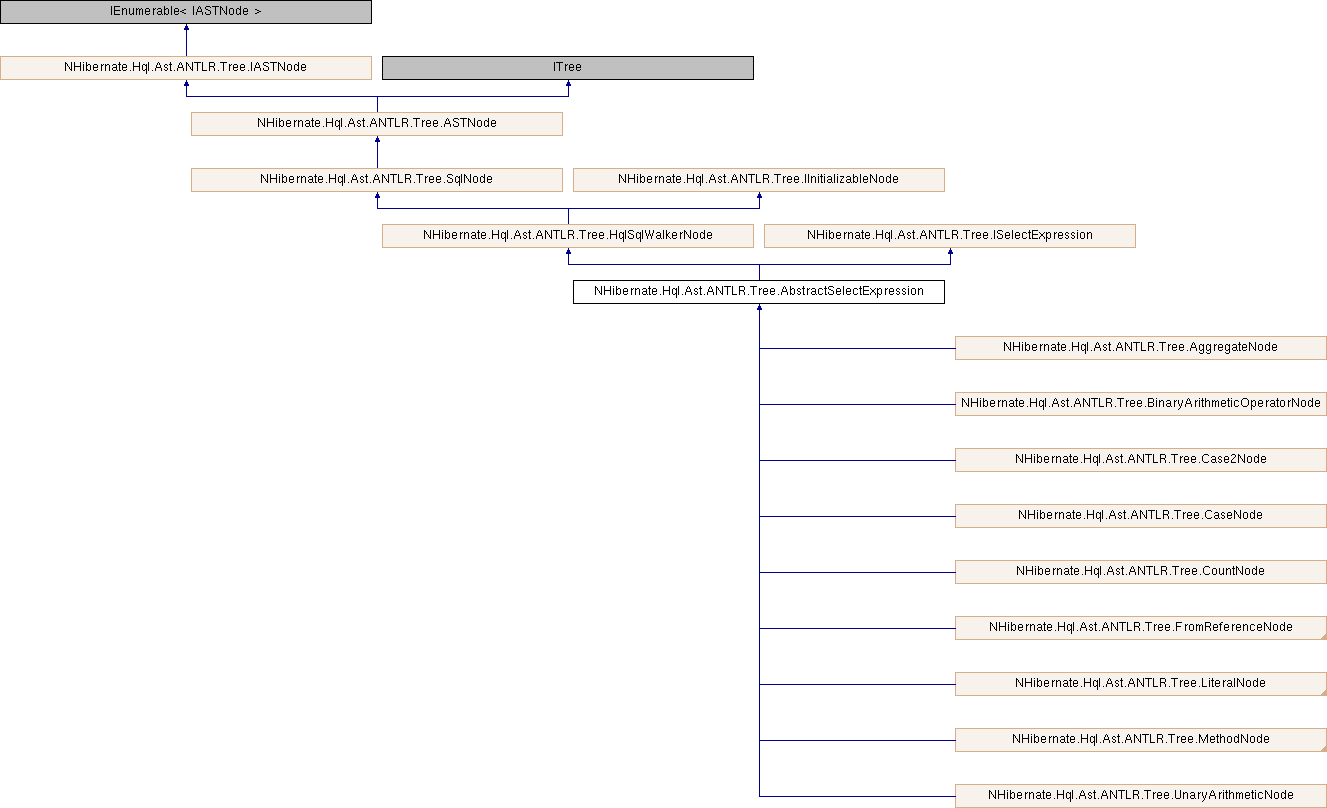 IEnumerable< IASTNode >
NHibernate.Hql.Ast.ANTLR.Tree.IASTNode
ITree
NHibernate.Hql.Ast.ANTLR.Tree.ASTNode
NHibernate.Hql.Ast.ANTLR.Tree.SqlNode
NHibernate.Hql.Ast.ANTLR.Tree.IInitializableNode
NHibernate.Hql.Ast.ANTLR.Tree.HqlSqlWalkerNode
NHibernate.Hql.Ast.ANTLR.Tree.ISelectExpression
NHibernate.Hql.Ast.ANTLR.Tree.AbstractSelectExpression
NHibernate.Hql.Ast.ANTLR.Tree.AggregateNode
NHibernate.Hql.Ast.ANTLR.Tree.BinaryArithmeticOperatorNode
NHibernate.Hql.Ast.ANTLR.Tree.Case2Node
NHibernate.Hql.Ast.ANTLR.Tree.CaseNode
NHibernate.Hql.Ast.ANTLR.Tree.CountNode
NHibernate.Hql.Ast.ANTLR.Tree.FromReferenceNode
NHibernate.Hql.Ast.ANTLR.Tree.LiteralNode
NHibernate.Hql.Ast.ANTLR.Tree.MethodNode
NHibernate.Hql.Ast.ANTLR.Tree.UnaryArithmeticNode